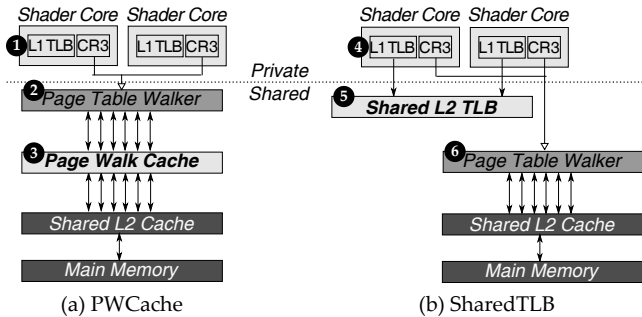 Shader Core Shader Core
1 L1 TLB CR3 L1 TLB CR3
2 Page Table Walker
3 Page Walk Cache
Shared L2 Cache
Main Memory
(a) PWCache
Private
Shared
Shader Core Shader Core
4 L1 TLB CR3 L1 TLB CR3
5 Shared L2 TLB
6 Page Table Walker
Shared L2 Cache
Main Memory
(b) SharedTLB